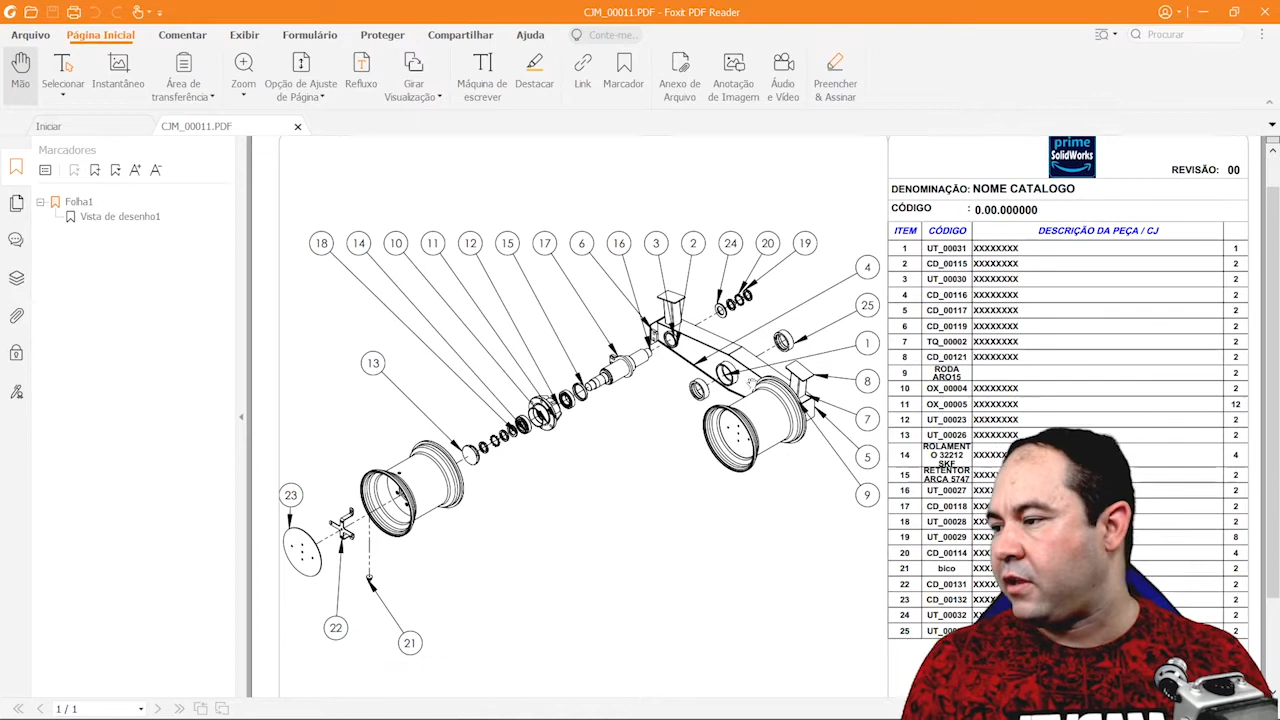 CJM_00011.PDF - Foxit PDF Reader
Arquivo Página Inicial Comentar Exibir Formulário Proteger Compartilhar Ajuda Conte-me.. Procurar
Mão Selecionar Instantâneo Área de transferência Zoom Opção de Ajuste de Página Refluxo Girar Visualização Máquina de escrever Destacar Link Marcador Anexo de Arquivo Anotação de Imagem Áudio e Vídeo Preencher & Assinar
Iniciar CJM_00011.PDF
Marcadores
Folha1
Vista de desenho1
prime
SolidWorks
REVISÃO: 00
DENOMINAÇÃO: NOME CATALOGO
CÓDIGO : 0.00.000000
ITEM CÓDIGO DESCRIÇÃO DA PEÇA / CJ
1 UT_00031 XXXXXXXX 1
2 CD_00115 XXXXXXXX 2
3 UT_00030 XXXXXXXX 2
4 CD_00116 XXXXXXXX 2
5 CD_00117 XXXXXXXX 2
6 CD_00119 XXXXXXXX 2
7 TQ_00002 XXXXXXXX 2
8 CD_00121 XXXXXXXX 2
9 RODA ARO15 2
10 OX_00004 XXXXXXXX 2
11 OX_00005 XXXXXXXX 12
12 UT_00023 2
13 UT_00026 2
14 ROLAMENTO 32212 SKF 4
15 RETENTOR ARCA 5747 2
16 UT_00027 2
17 CD_00118 2
18 UT_00028 2
19 UT_00029 8
20 CD_00114 4
21 bico 2
22 CD_00131 2
23 CD_00132 2
24 UT_00032 2
25 2
18 14 10 11 12 15 17 6 16 3 2 24 20 19
4
25
1
13
8
7
5
9
23
22
21
1 / 1